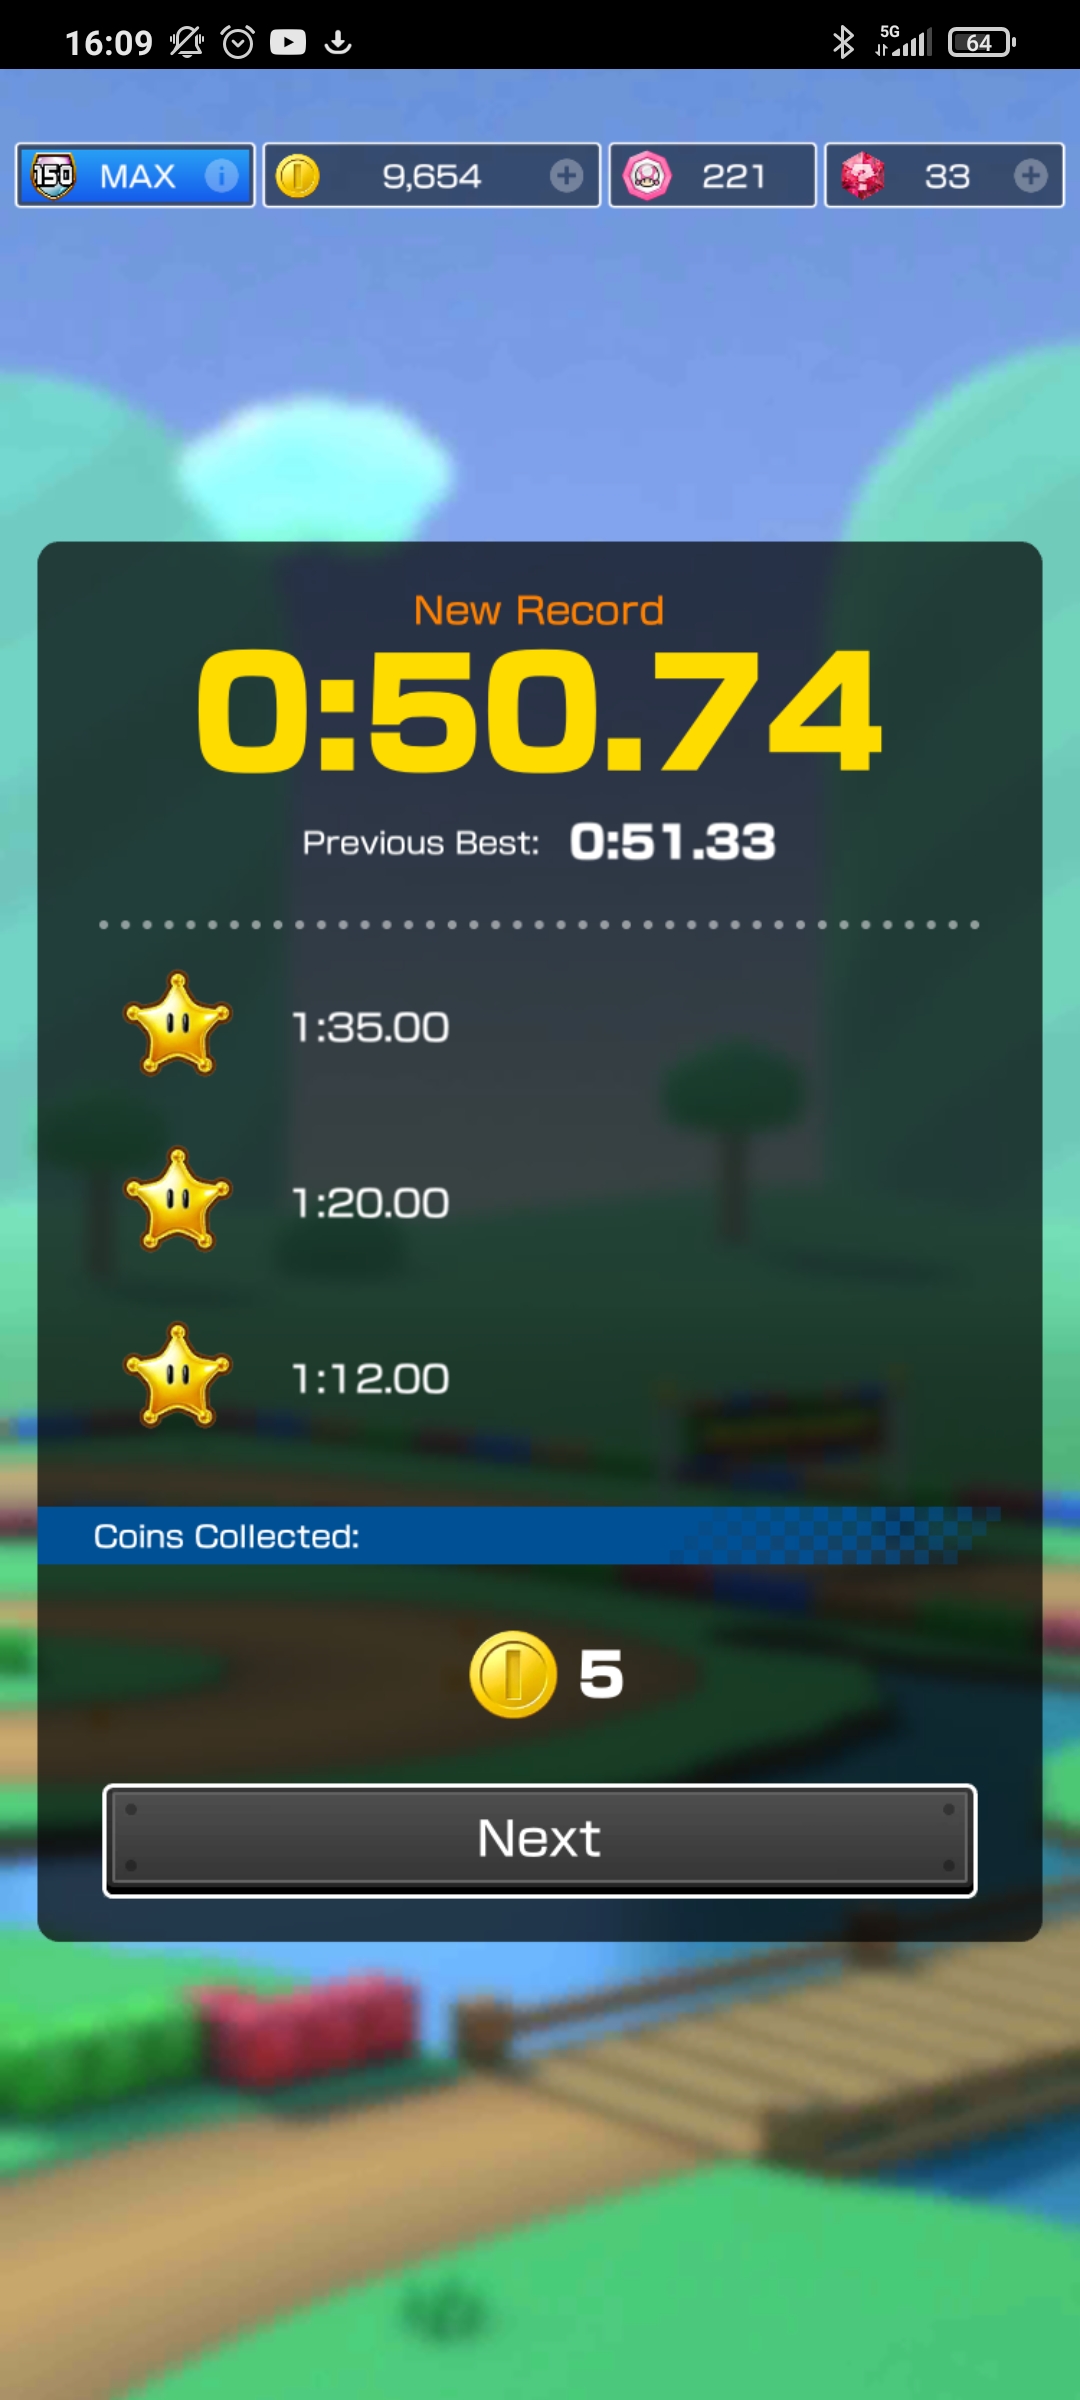 16:09 5G 64
150 MAX i 9,654 + 221 ? 33 +
New Record
0:50.74
Previous Best: 0:51.33
1:35.00
1:20.00
1:12.00
Coins Collected:
5
Next